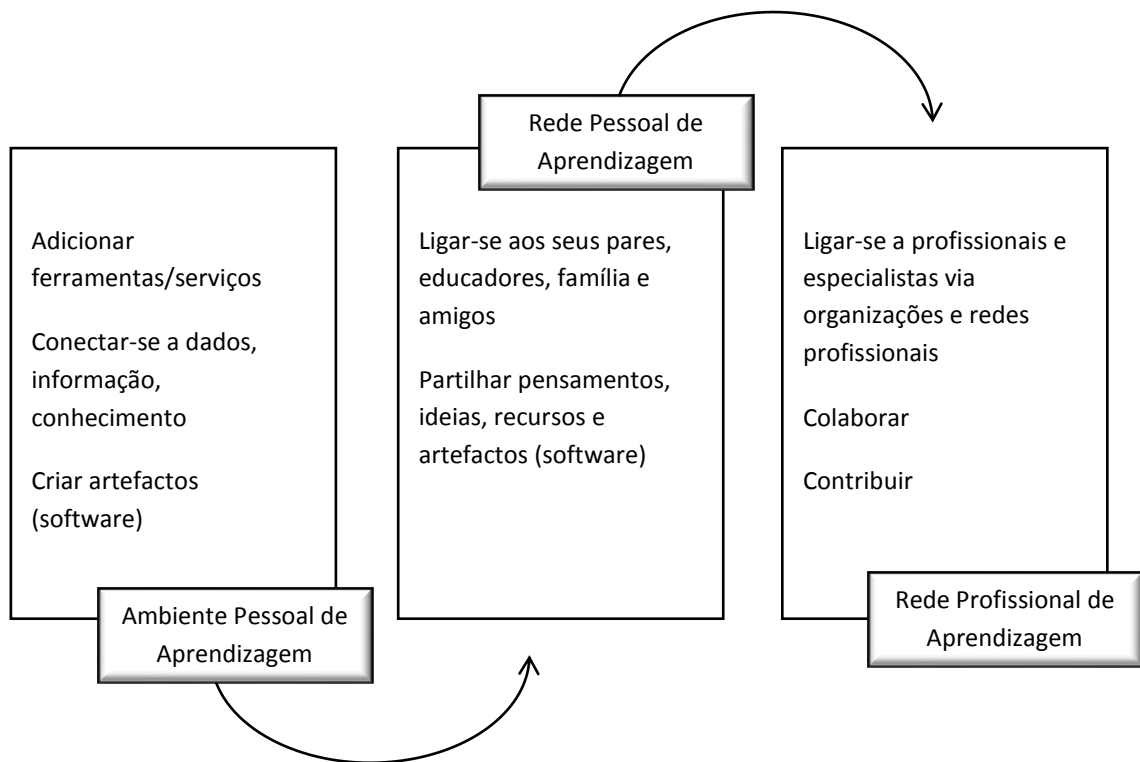 Rede Pessoal de
Aprendizagem
Adicionar
ferramentas/serviços
Conectar-se a dados,
informação,
conhecimento
Criar artefactos
(software)
Ambiente Pessoal de
Aprendizagem
Ligar-se aos seus pares,
educadores, família e
amigos
Partilhar pensamentos,
ideias, recursos e
artefactos (software)
Ligar-se a profissionais e
especialistas via
organizações e redes
profissionais
Colaborar
Contribuir
Rede Profissional de
Aprendizagem